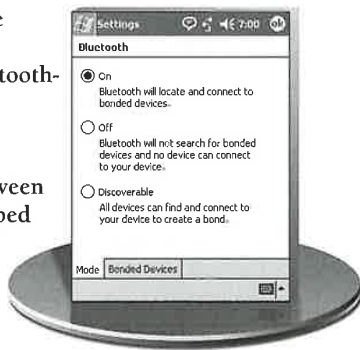 tooth-
ween
Settings 7:00 ok
Bluetooth
On
Bluetooth will locate and connect to
bonded devices.
Off
Bluetooth will not search for bonded
devices and no device can connect
to your device.
Discoverable
All devices can find and connect to
your device to create a bond.
Mode Bonded Devices